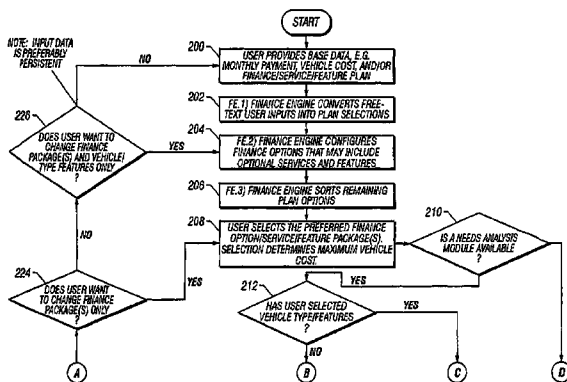 START
NOTE: INPUT DATA
IS PREFERABLY
PERSISTENT
NO
200
USER PROVIDES BASE DATA, E.G.
MONTHLY PAYMENT, VEHICLE COST, AND/OR
FINANCE/SERVICE/FEATURE PLAN
202
FE.1) FINANCE ENGINE CONVERTS FREE-
TEXT USER INPUTS INTO PLAN SELECTIONS
226
DOES USER WANT TO
CHANGE FINANCE
PACKAGE(S) AND VEHICLE/
TYPE FEATURES ONLY
?
YES
204
FE.2) FINANCE ENGINE CONFIGURES
FINANCE OPTIONS THAT MAY INCLUDE
OPTIONAL SERVICES AND FEATURES
206
FE.3) FINANCE ENGINE SORTS REMAINING
PLAN OPTIONS
NO
208
USER SELECTS THE PREFERRED FINANCE
OPTION/SERVICE/FEATURE PACKAGE(S).
SELECTION DETERMINES MAXIMUM VEHICLE
COST.
210
IS A NEEDS ANALYSIS
MODULE AVAILABLE
?
224
DOES USER WANT
TO CHANGE FINANCE
PACKAGE(S) ONLY
?
YES
YES
212
HAS USER SELECTED
VEHICLE TYPE/FEATURES
?
YES
NO
A
B
C
D